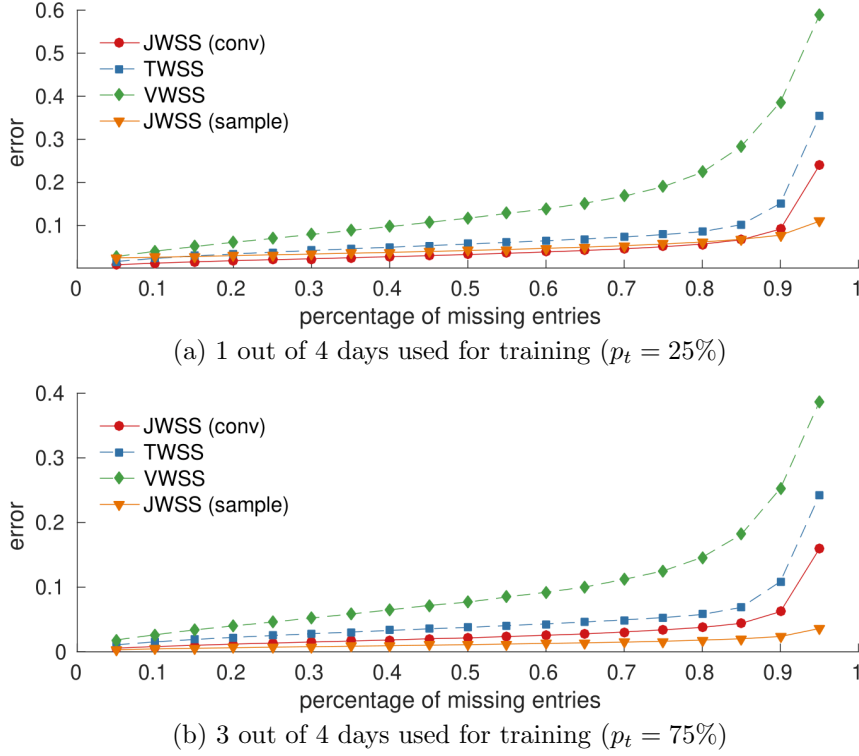 0.6
0.5
0.4
0.3
0.2
0.1
error
JWSS (conv)
TWSS
VWSS
JWSS (sample)
0 0.1 0.2 0.3 0.4 0.5 0.6 0.7 0.8 0.9 1
percentage of missing entries
(a) 1 out of 4 days used for training (p_t = 25%)
0.4
0.3
0.2
0.1
0
error
JWSS (conv)
TWSS
VWSS
JWSS (sample)
0 0.1 0.2 0.3 0.4 0.5 0.6 0.7 0.8 0.9 1
percentage of missing entries
(b) 3 out of 4 days used for training (p_t = 75%)